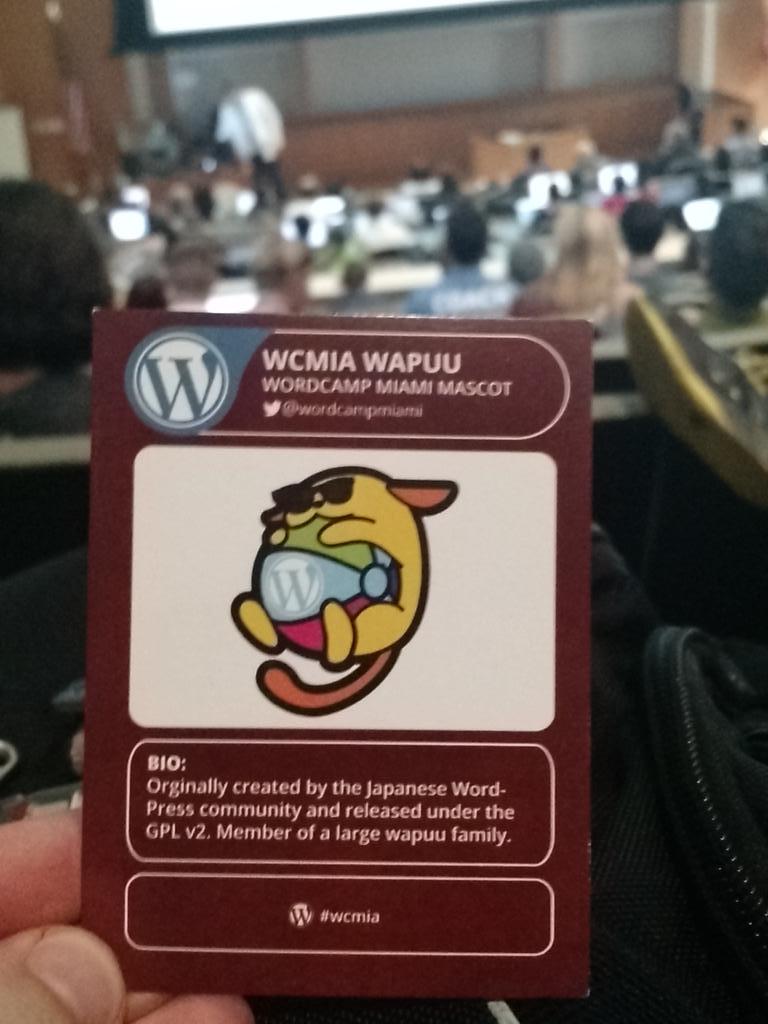 WCMIA WAPUU
WORDCAMP MIAMI MASCOT
@wordcampmiami
BIO:
Orginally created by the Japanese Word-
Press community and released under the
GPL v2. Member of a large wapuu family.
#wcmia